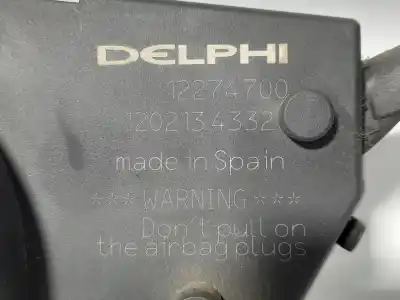 DELPHI
12274700
1202134332
made in Spain
***WARNING***
Don't pull on
the airbag plugs